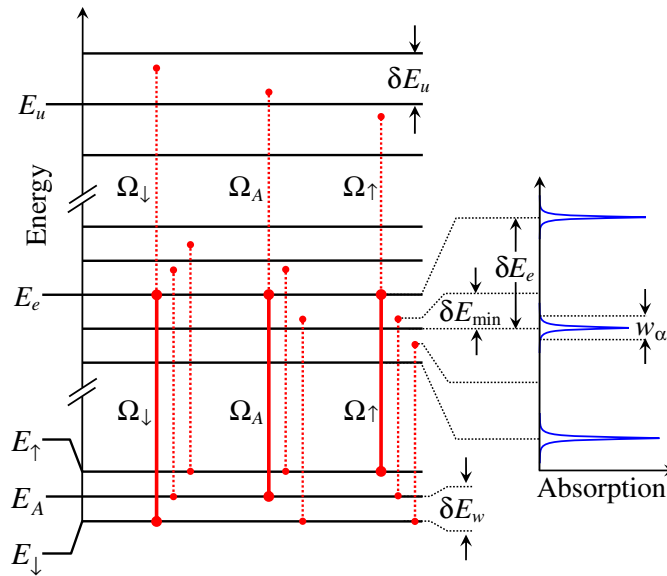 δE_u
E_u
Energy
Ω_↓
Ω_A
Ω_↑
δE_e
E_e
δE_min
w_α
Ω_↓
Ω_A
Ω_↑
E_↑
E_A
δE_w
Absorption
E_↓